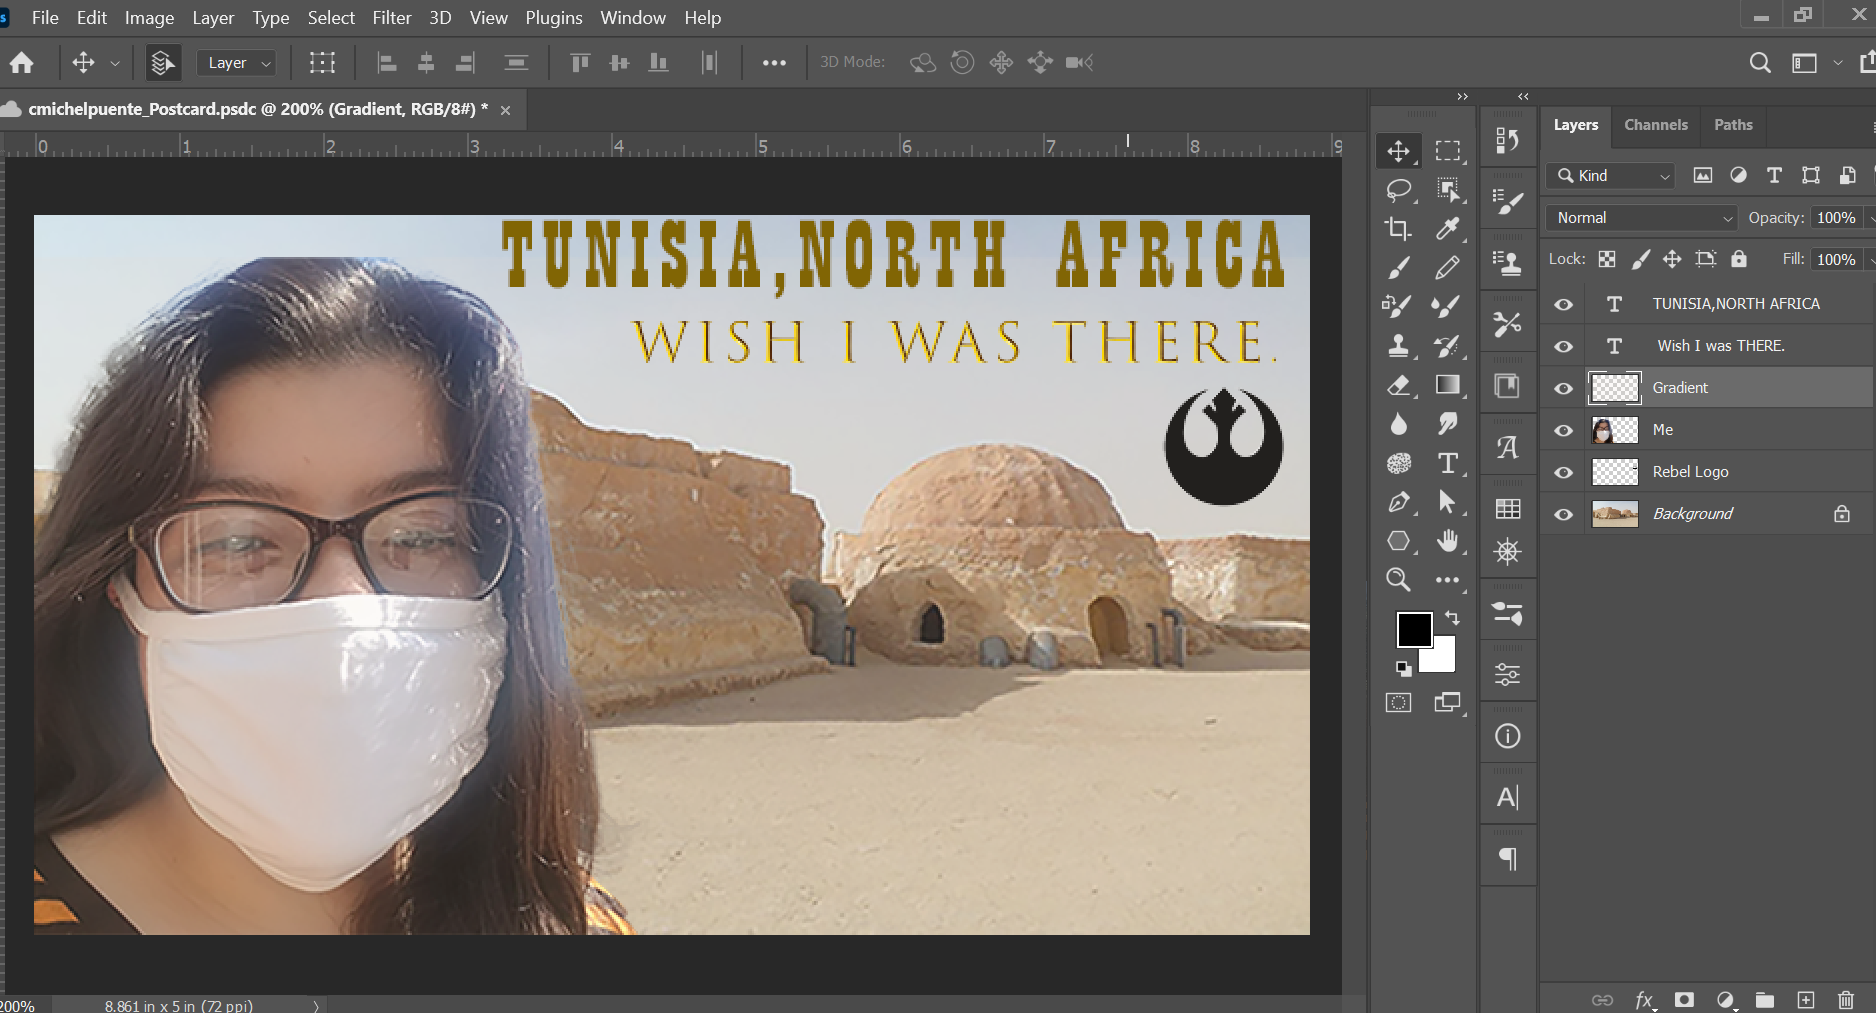 File Edit Image Layer Type Select Filter 3D View Plugins Window Help
Layer
3D Mode:
cmichelpuente_Postcard.psdc @ 200% (Gradient, RGB/8#) *
0 1 2 3 4 5 6 7 8 9
TUNISIA,NORTH AFRICA
WISH I WAS THERE.
Layers Channels Paths
Kind
Normal Opacity: 100%
Lock: Fill: 100%
TUNISIA,NORTH AFRICA
Wish I was THERE.
Gradient
Me
Rebel Logo
Background
200% 8.861 in x 5 in (72 ppi)